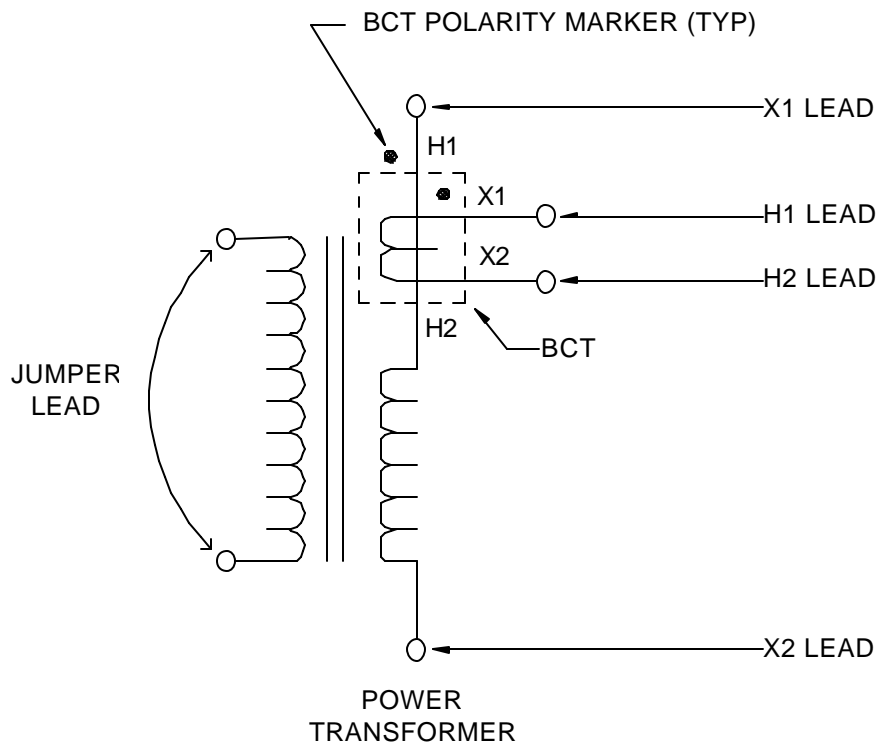 BCT POLARITY MARKER (TYP)
X1 LEAD
H1
X1
H1 LEAD
X2
H2 LEAD
H2
BCT
JUMPER
LEAD
X2 LEAD
POWER
TRANSFORMER